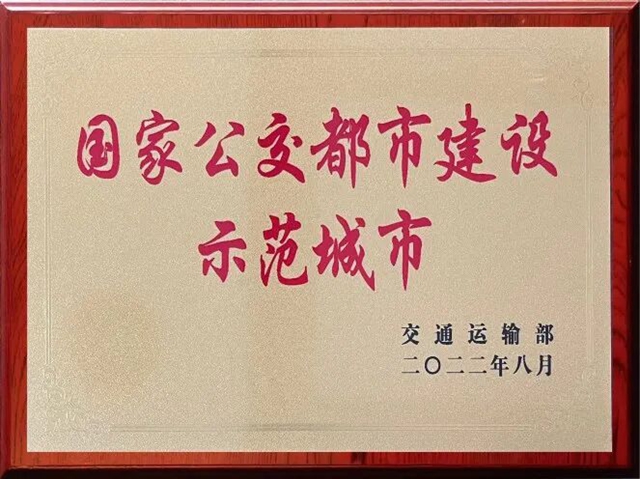 国家公交都市建设
示范城市
交通运输部
二〇二二年八月